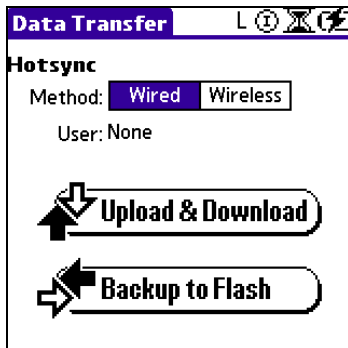 Data Transfer L
Hotsync
Method: Wired Wireless
User: None
Upload & Download
Backup to Flash